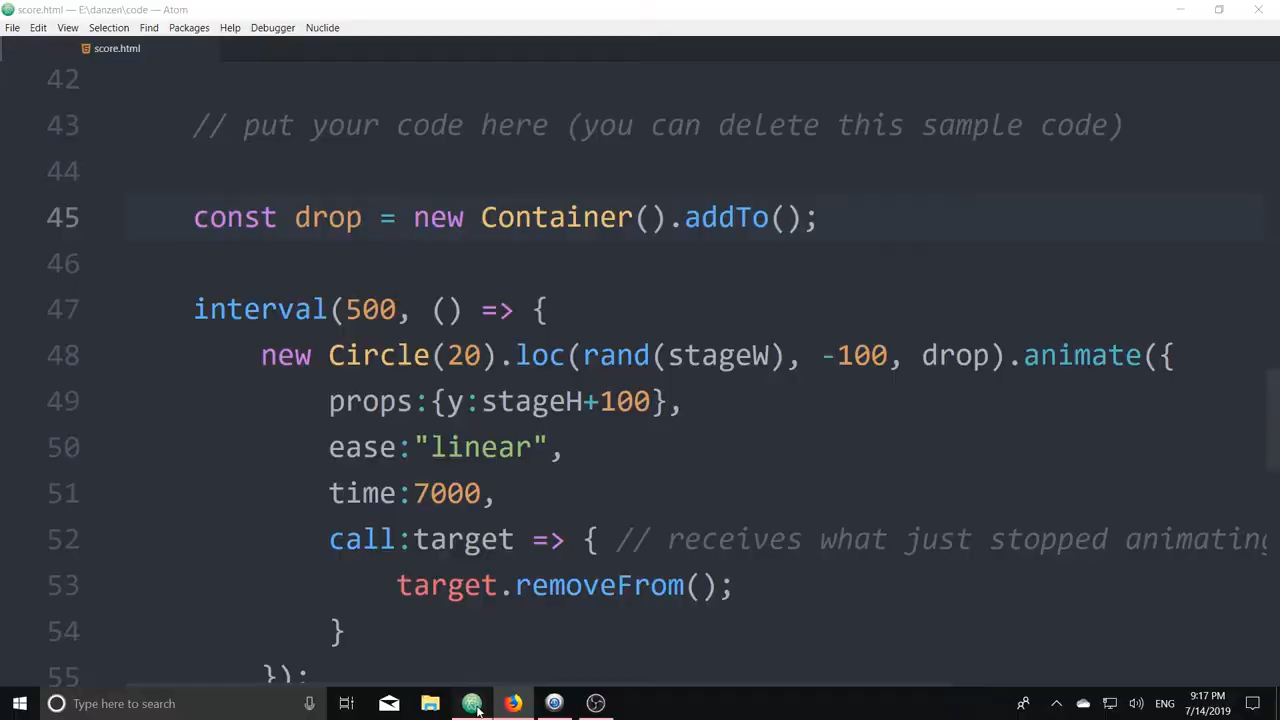 score.html — E:\danzen\code — Atom
File Edit View Selection Find Packages Help Debugger Nuclide
score.html
42
43 // put your code here (you can delete this sample code)
44
45 const drop = new Container().addTo();
46
47 interval(500, () => {
48 new Circle(20).loc(rand(stageW), -100, drop).animate({
49 props:{y:stageH+100},
50 ease:"linear",
51 time:7000,
52 call:target => { // receives what just stopped animating
53 target.removeFrom();
54 }
55 });
Type here to search
ENG
9:17 PM
7/14/2019